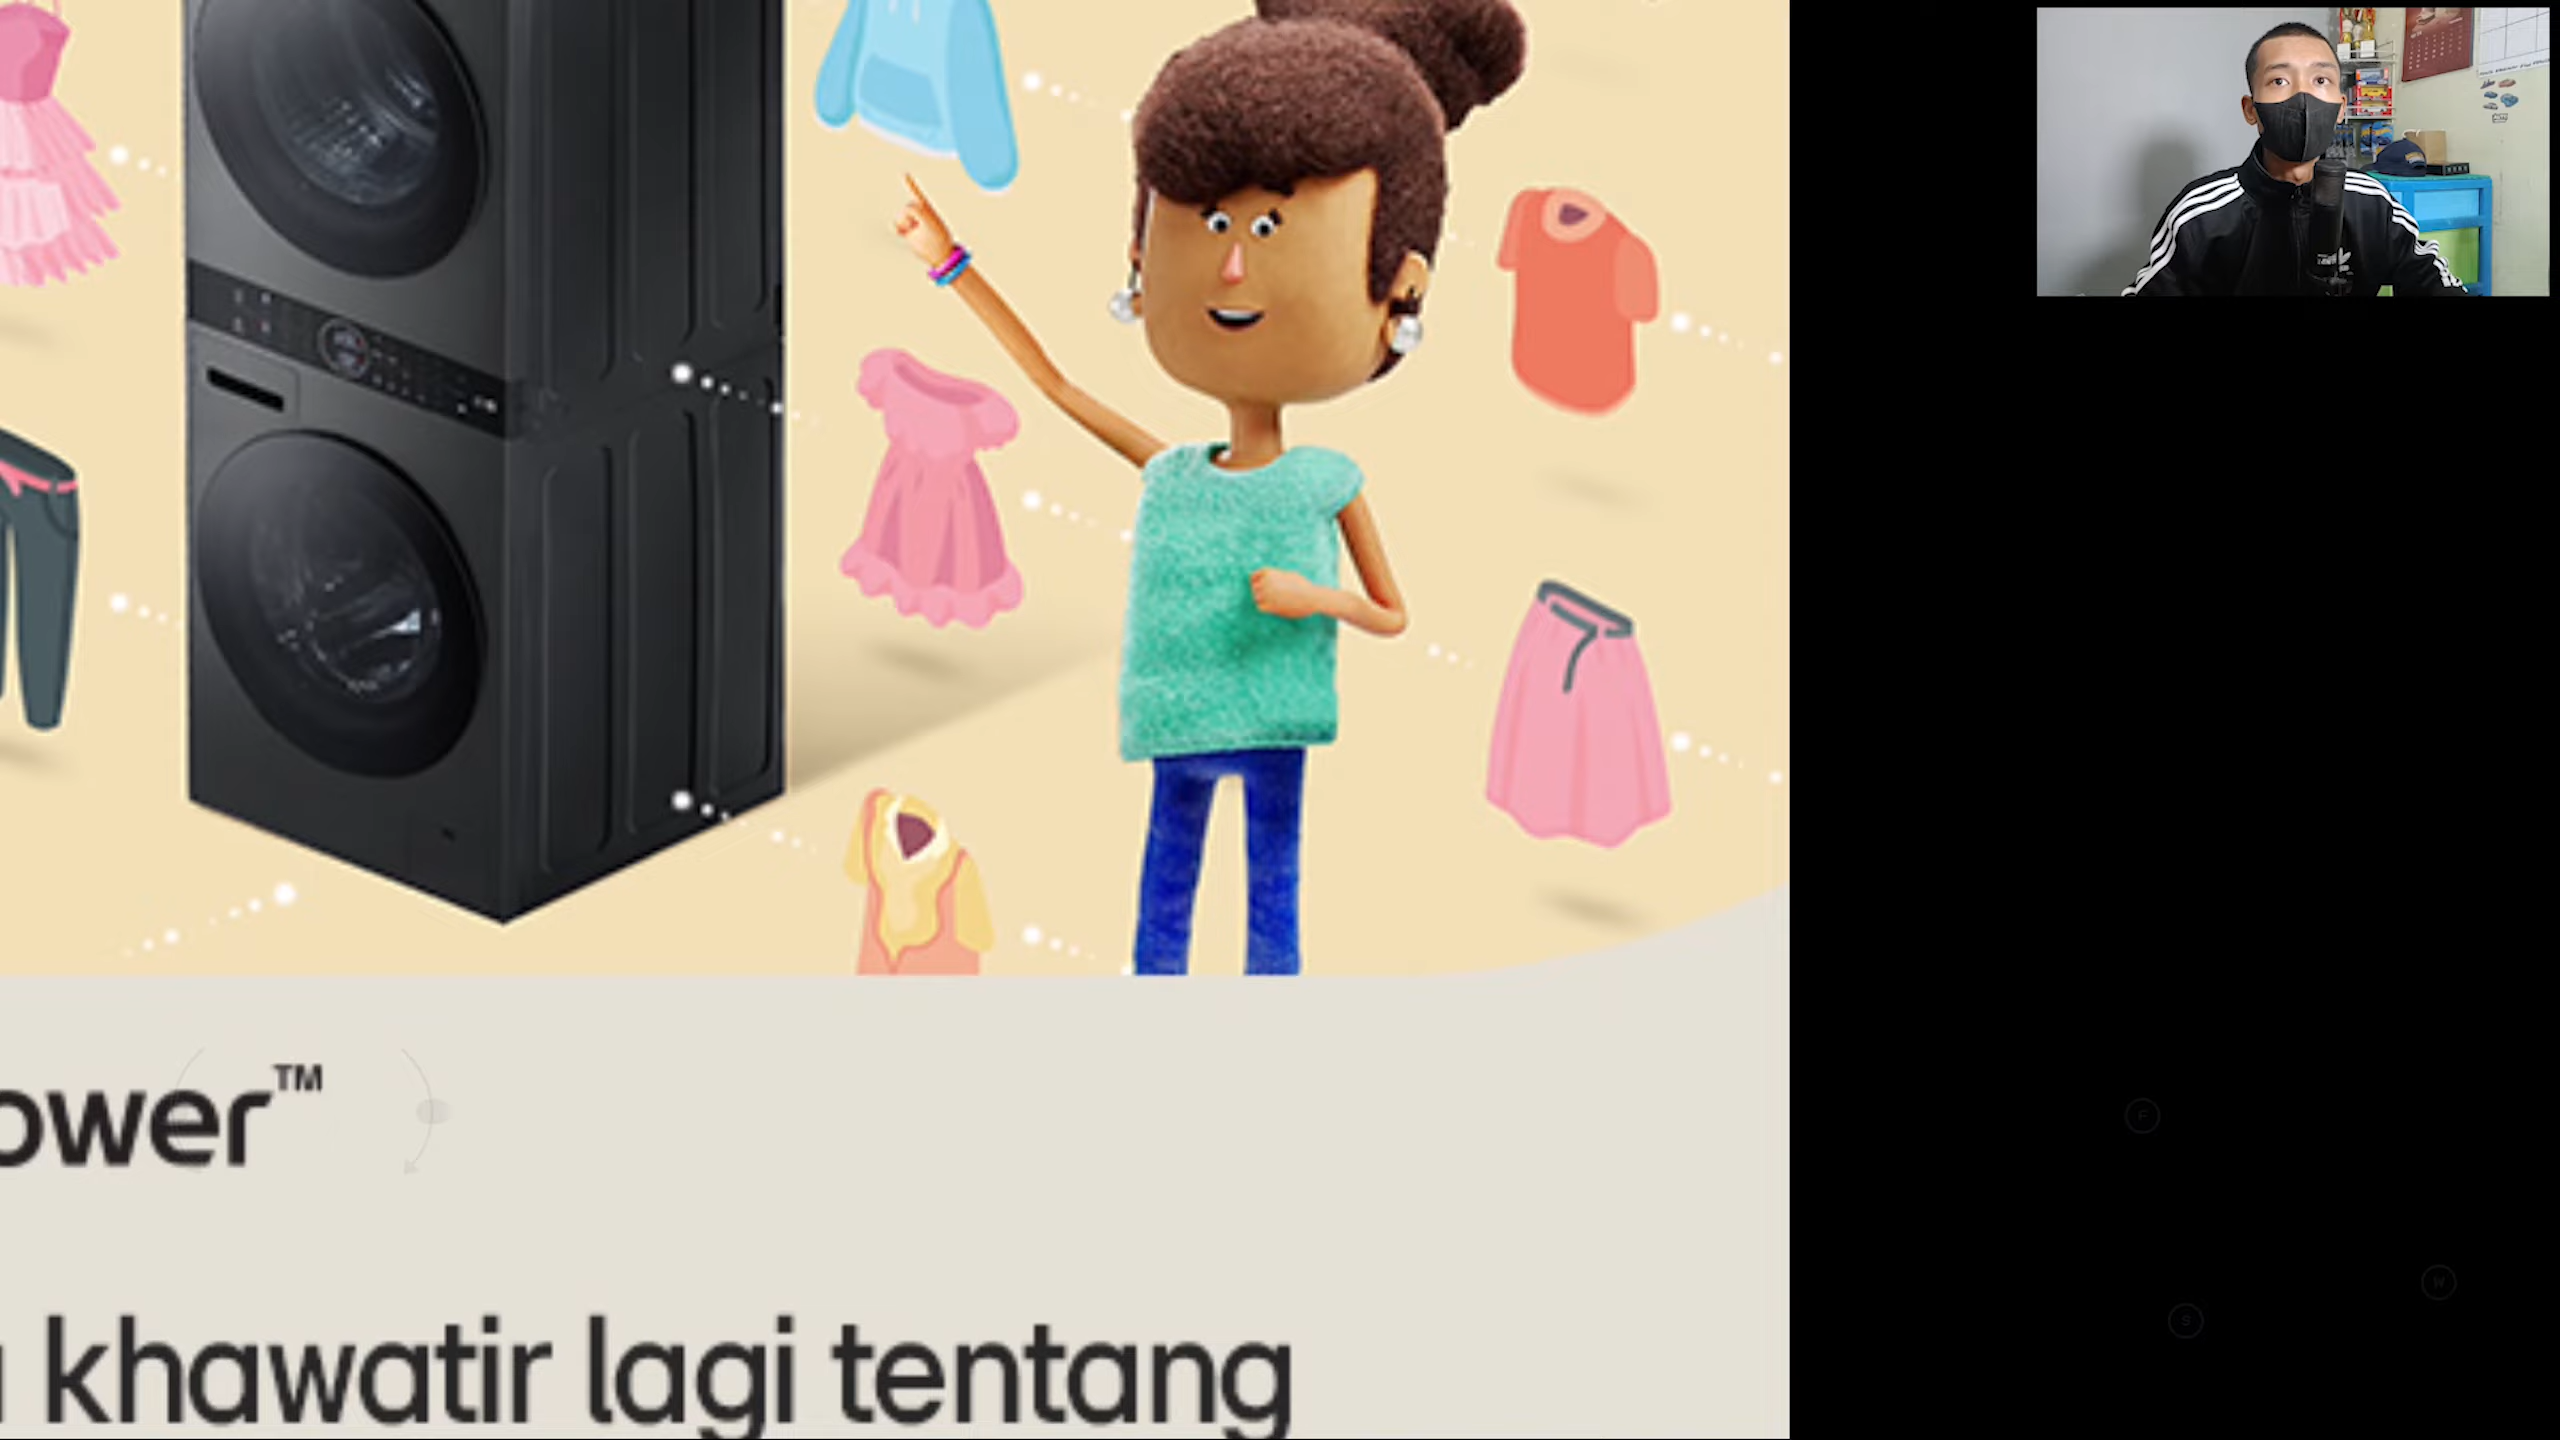 ower™
khawatir lagi tentang
F
W
S